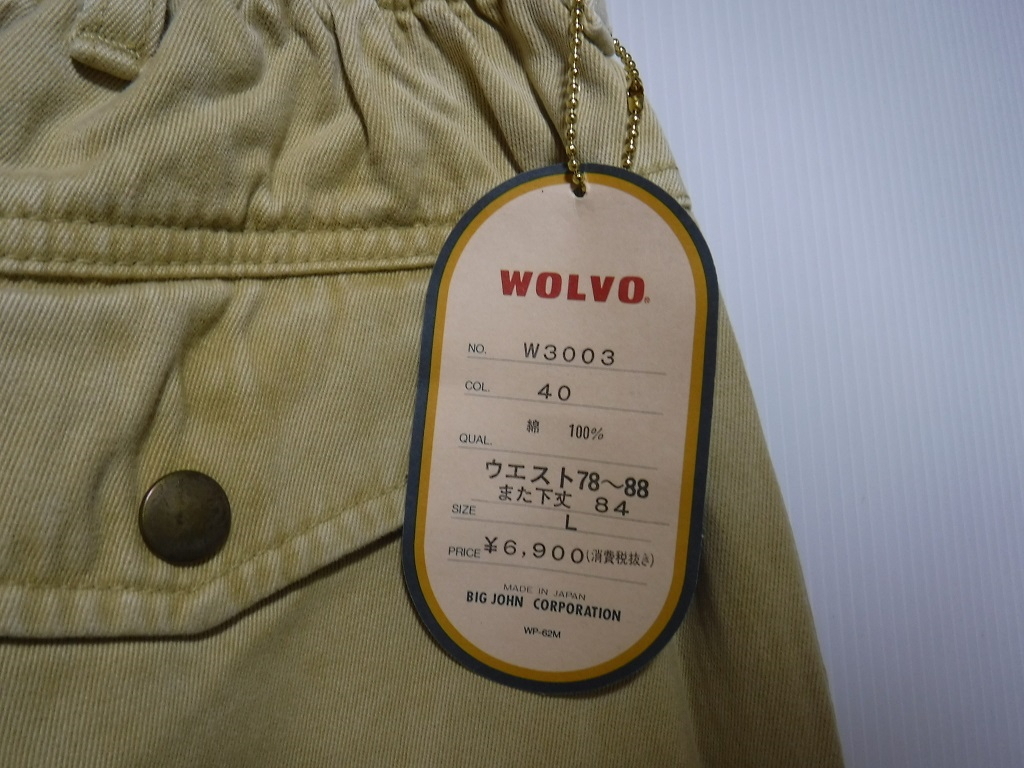 WOLVO®
NO. W3003
COL. 40
綿 100%
QUAL.
ウエスト78〜88
また下丈 84
SIZE L
PRICE ¥6,900(消費税抜き)
MADE IN JAPAN
BIG JOHN CORPORATION
WP-62M